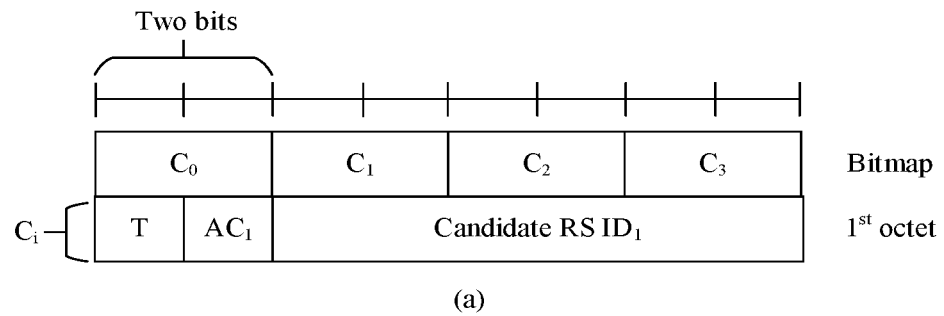 Two bits
C₀ C₁ C₂ C₃ Bitmap
Cᵢ T AC₁ Candidate RS ID₁ 1ˢᵗ octet
(a)